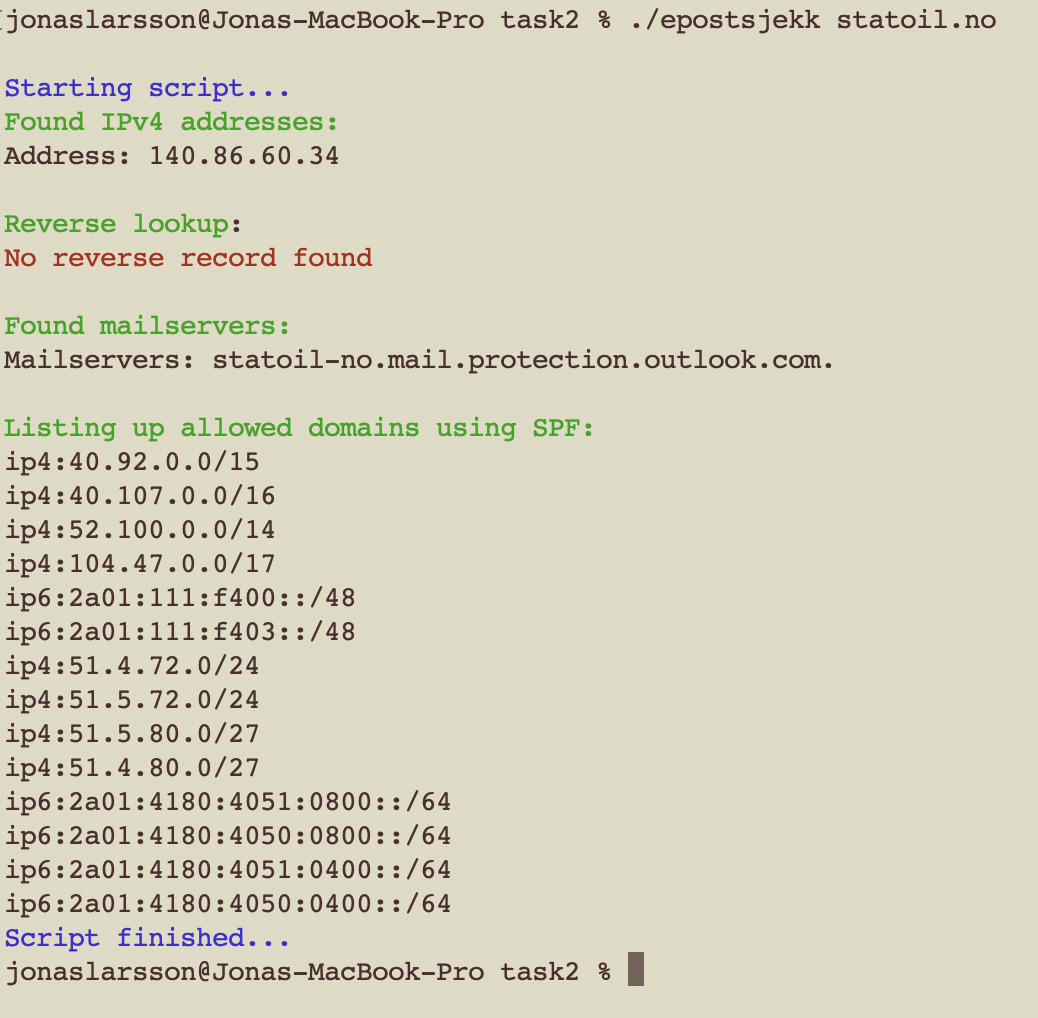 jonaslarsson@Jonas-MacBook-Pro task2 % ./epostsjekk statoil.no
Starting script...
Found IPv4 addresses:
Address: 140.86.60.34
Reverse lookup:
No reverse record found
Found mailservers:
Mailservers: statoil-no.mail.protection.outlook.com.
Listing up allowed domains using SPF:
ip4:40.92.0.0/15
ip4:40.107.0.0/16
ip4:52.100.0.0/14
ip4:104.47.0.0/17
ip6:2a01:111:f400::/48
ip6:2a01:111:f403::/48
ip4:51.4.72.0/24
ip4:51.5.72.0/24
ip4:51.5.80.0/27
ip4:51.4.80.0/27
ip6:2a01:4180:4051:0800::/64
ip6:2a01:4180:4050:0800::/64
ip6:2a01:4180:4051:0400::/64
ip6:2a01:4180:4050:0400::/64
Script finished...
jonaslarsson@Jonas-MacBook-Pro task2 %